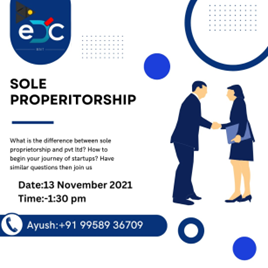 eDC
SOLE
PROPERITORSHIP
What is the difference between sole
proprietorship and pvt ltd? How to
begin your journey of startups? Have
similar questions then join us
Date:13 November 2021
Time:-1:30 pm
Ayush:+91 99589 36709